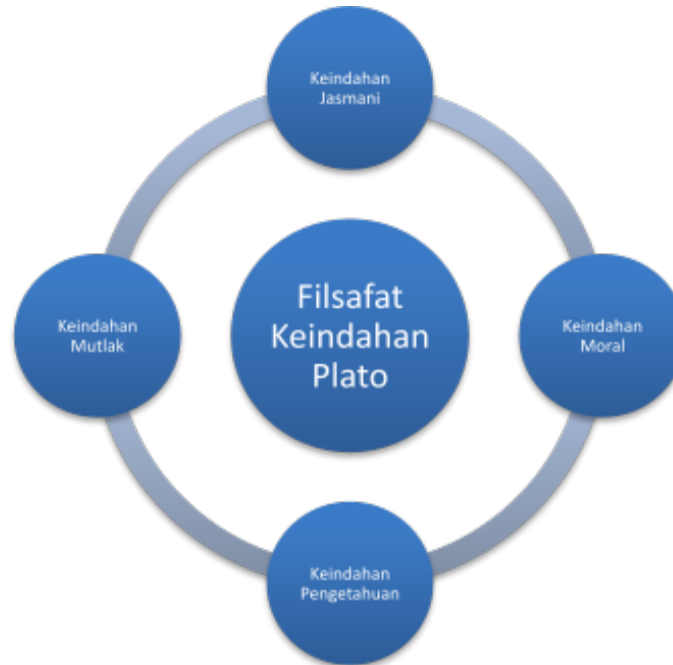 Keindahan
Jasmani
Filsafat
Keindahan
Plato
Keindahan
Mutlak
Keindahan
Moral
Keindahan
Pengetahuan